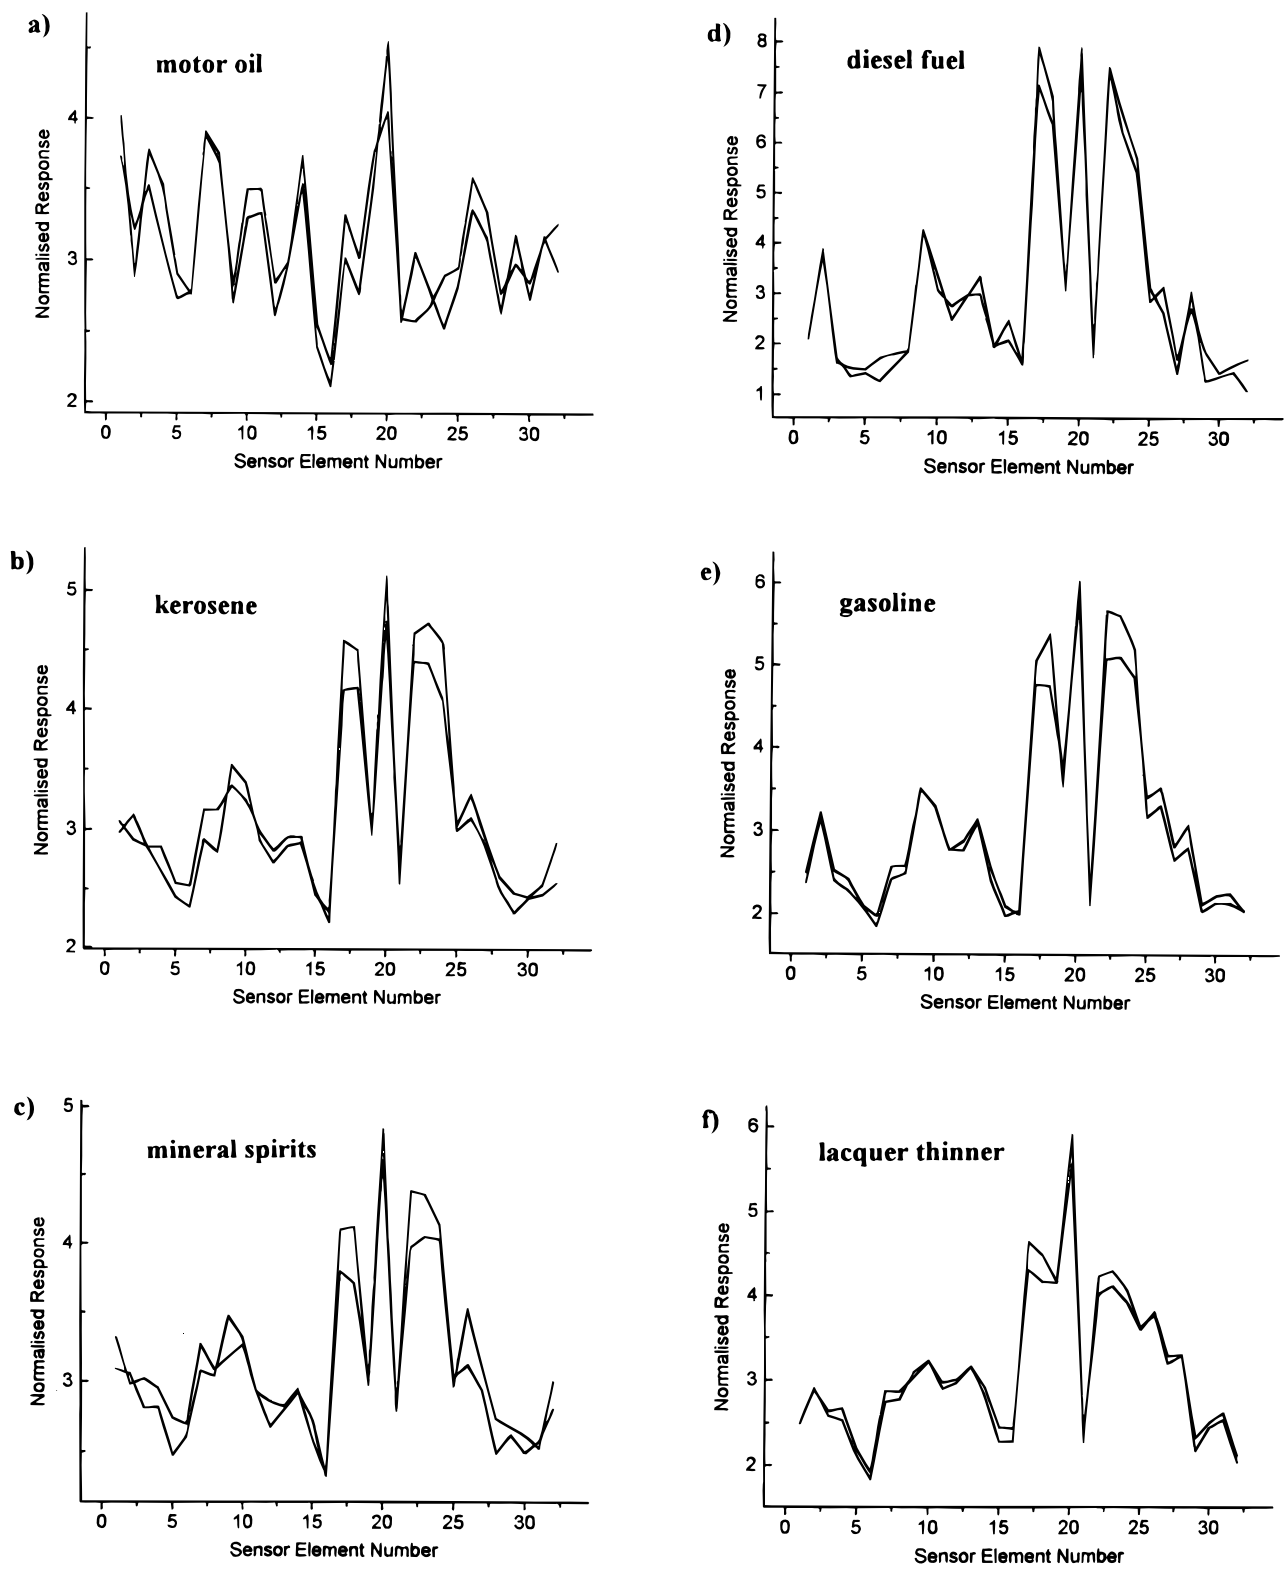 a)
motor oil
4
3
2
Normalised Response
0 5 10 15 20 25 30
Sensor Element Number
d)
diesel fuel
8
7
6
5
4
3
2
1
Normalised Response
0 5 10 15 20 25 30
Sensor Element Number
b)
kerosene
5
4
3
2
Normalised Response
0 5 10 15 20 25 30
Sensor Element Number
e)
gasoline
6
5
4
3
2
Normalised Response
0 5 10 15 20 25 30
Sensor Element Number
c)
mineral spirits
5
4
3
Normalised Response
0 5 10 15 20 25 30
Sensor Element Number
f)
lacquer thinner
6
5
4
3
2
Normalised Response
0 5 10 15 20 25 30
Sensor Element Number